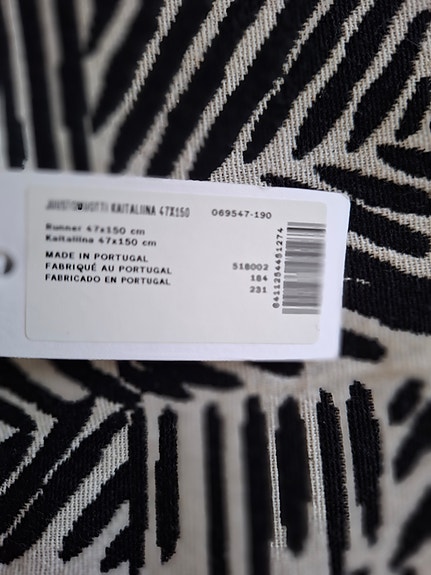 KAITALIINA 47X150 069547-190
Runner 47x150 cm
Kaitaliina 47x150 cm
MADE IN PORTUGAL
FABRIQUÉ AU PORTUGAL 518002
FABRICADO EN PORTUGAL 184
231